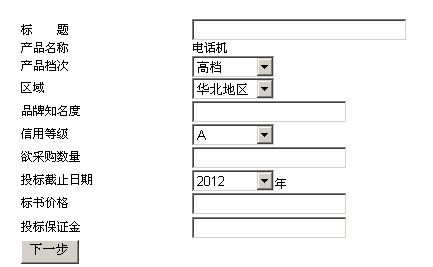 标　　题
产品名称 电话机
产品档次 高档
区域 华北地区
品牌知名度
信用等级 A
欲采购数量
投标截止日期 2012 年
标书价格
投标保证金
下一步